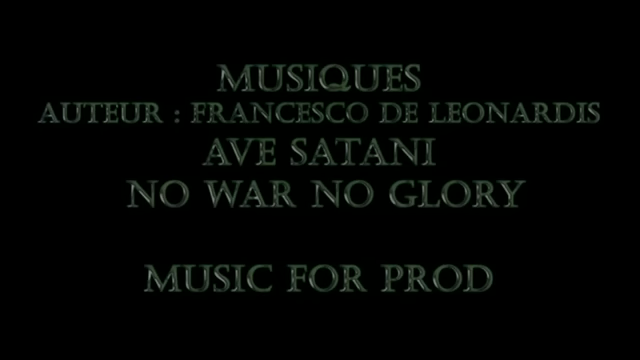 MUSIQUES
AUTEUR : FRANCESCO DE LEONARDIS
AVE SATANI
NO WAR NO GLORY
MUSIC FOR PROD